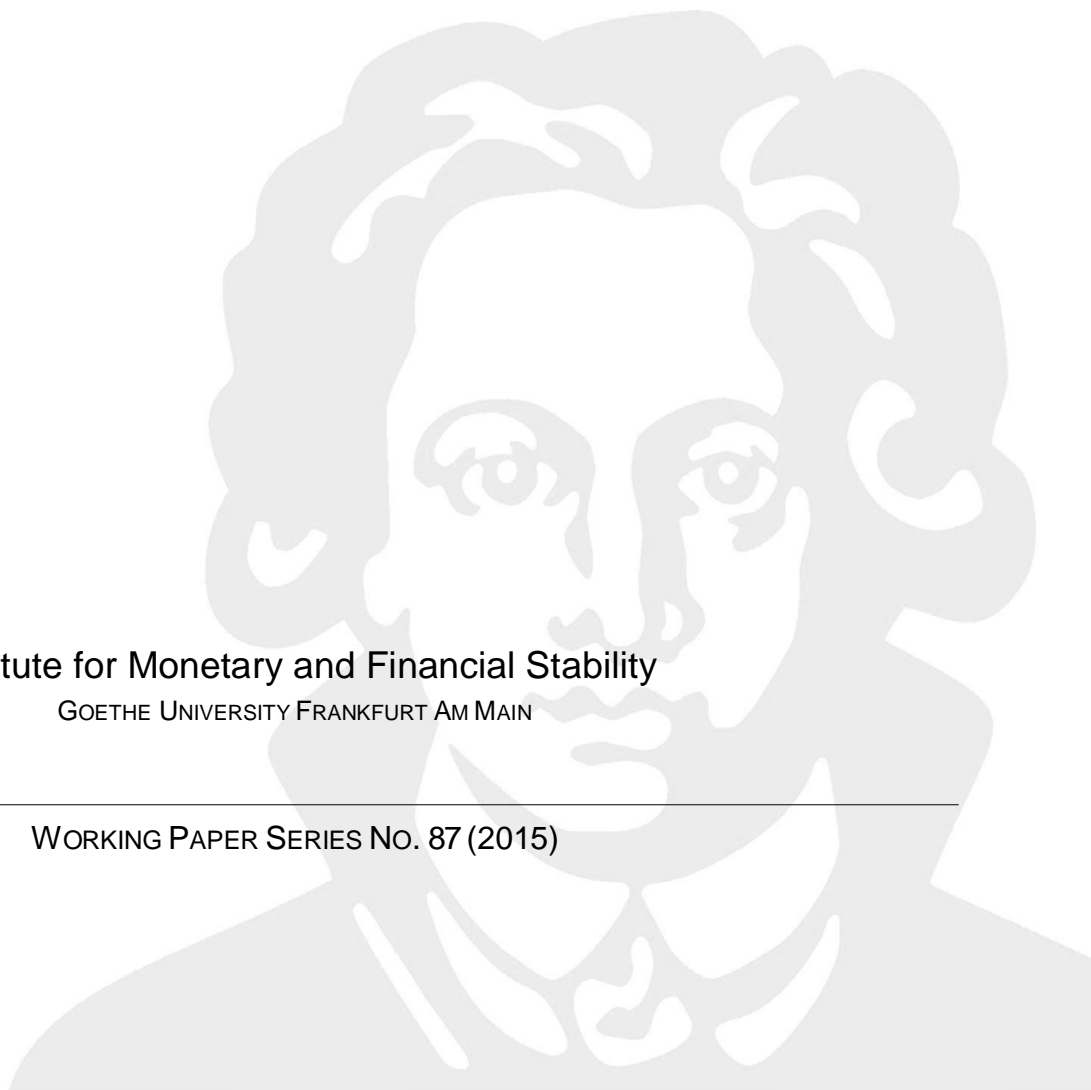 tute for Monetary and Financial Stability
GOETHE UNIVERSITY FRANKFURT AM MAIN
WORKING PAPER SERIES NO. 87 (2015)